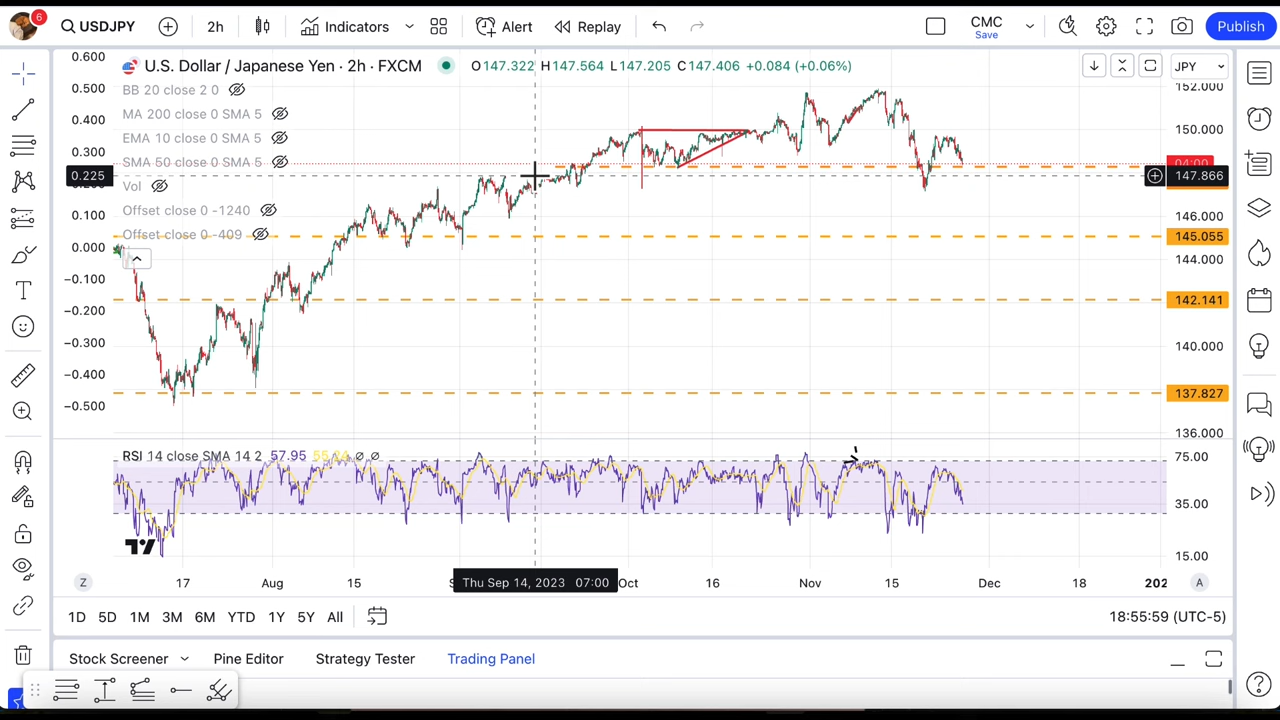 6 USDJPY 2h Indicators Alert Replay CMC Save Publish
U.S. Dollar / Japanese Yen · 2h · FXCM O147.322 H147.564 L147.205 C147.406 +0.084 (+0.06%) JPY
BB 20 close 2 0
MA 200 close 0 SMA 5
EMA 10 close 0 SMA 5
SMA 50 close 0 SMA 5
Vol
Offset close 0 -1240
Offset close 0 -409
0.600
0.500
0.400
0.300
0.225
0.100
0.000
-0.100
-0.200
-0.300
-0.400
-0.500
152.000
150.000
04:00
147.866
146.000
145.055
144.000
142.141
140.000
137.827
136.000
RSI 14 close SMA 14 2 57.95
75.00
35.00
15.00
Z 17 Aug 15 Thu Sep 14, 2023 07:00 Oct 16 Nov 15 Dec 18 202 A
1D 5D 1M 3M 6M YTD 1Y 5Y All 18:55:59 (UTC-5)
Stock Screener Pine Editor Strategy Tester Trading Panel